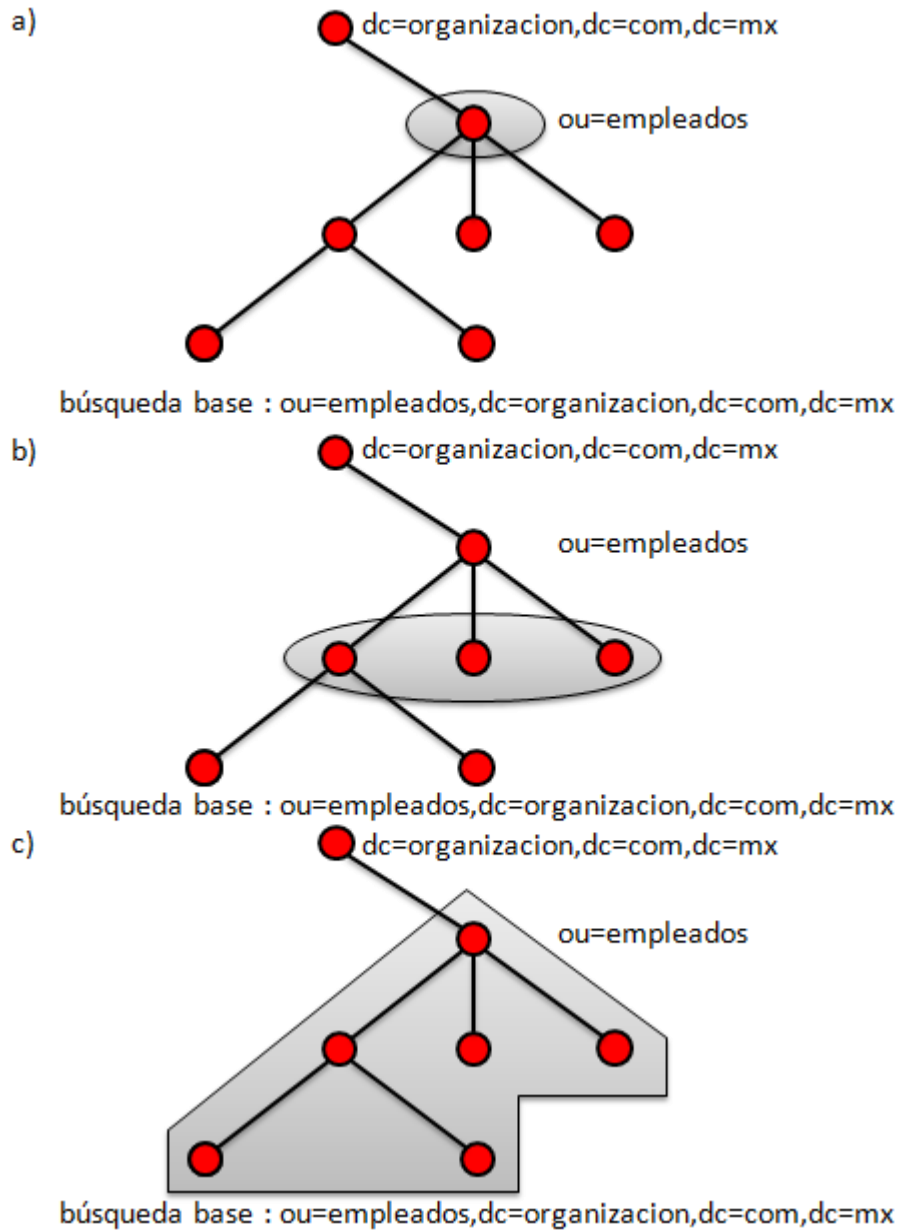 a)
dc=organizacion,dc=com,dc=mx
ou=empleados
búsqueda base : ou=empleados,dc=organizacion,dc=com,dc=mx
b)
dc=organizacion,dc=com,dc=mx
ou=empleados
búsqueda base : ou=empleados,dc=organizacion,dc=com,dc=mx
c)
dc=organizacion,dc=com,dc=mx
ou=empleados
búsqueda base : ou=empleados,dc=organizacion,dc=com,dc=mx